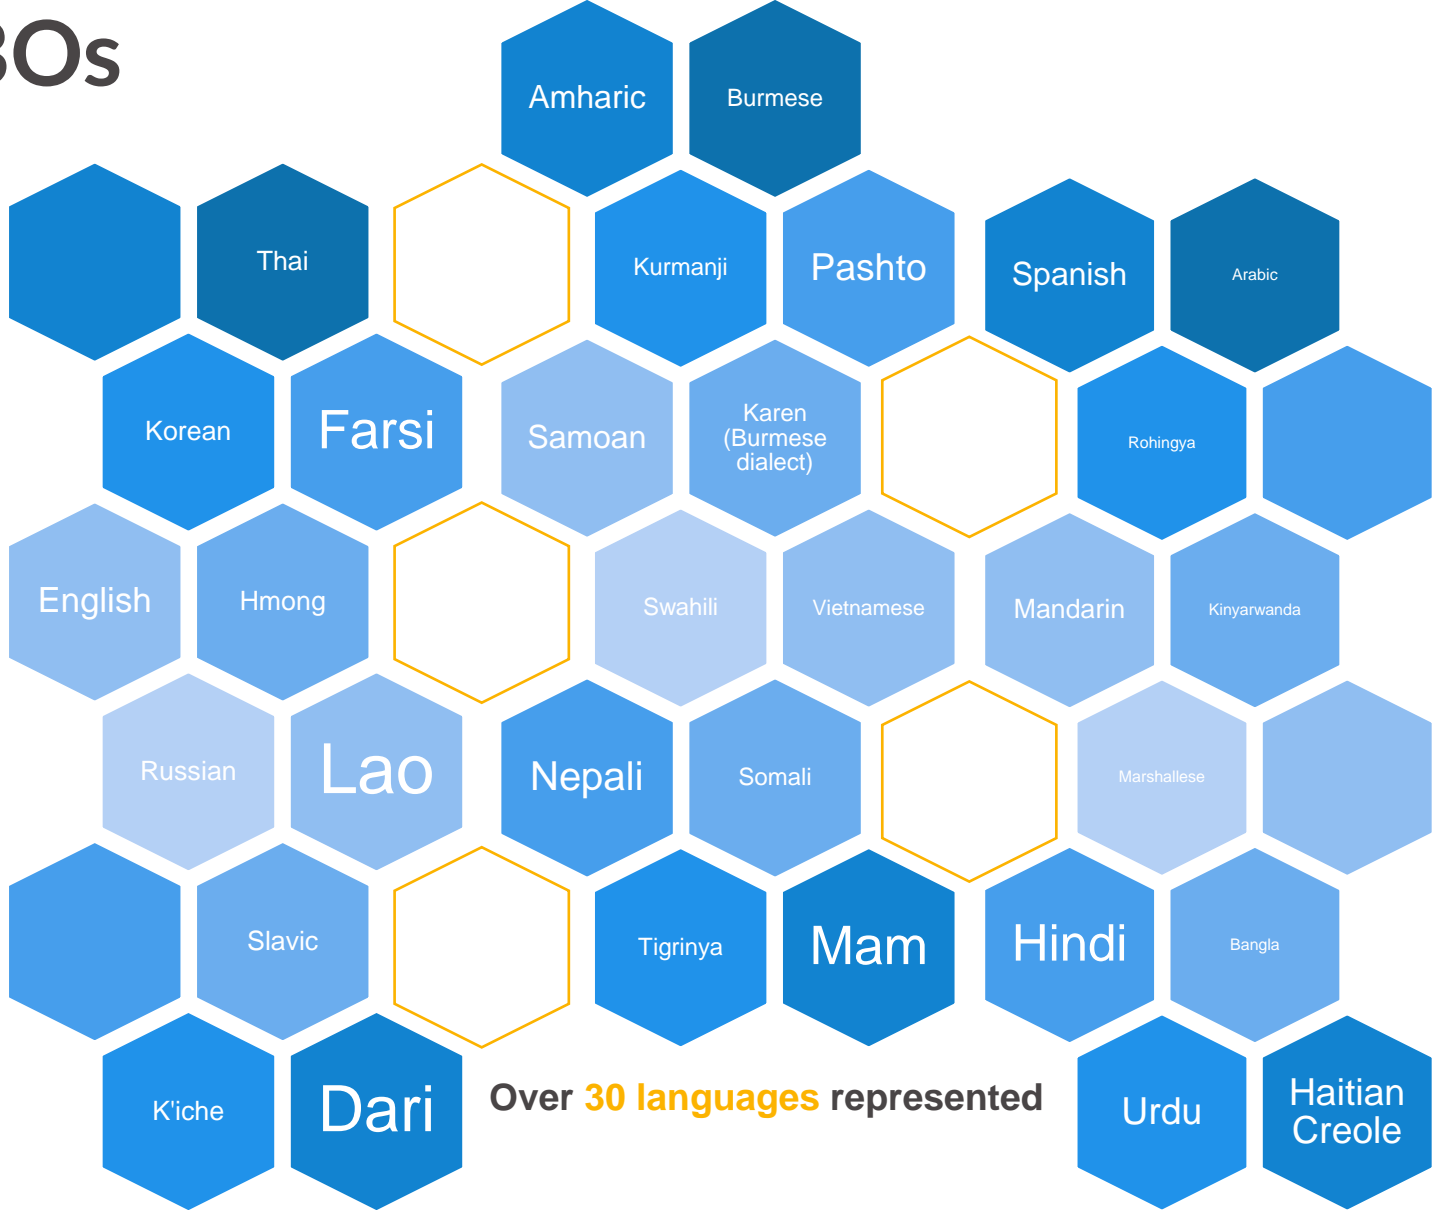 BOs
Amharic
Burmese
Thai
Kurmanji
Pashto
Spanish
Arabic
Korean
Farsi
Samoan
Karen
(Burmese
dialect)
Rohingya
English
Hmong
Swahili
Vietnamese
Mandarin
Kinyarwanda
Russian
Lao
Nepali
Somali
Marshallese
Slavic
Tigrinya
Mam
Hindi
Bangla
K'iche
Dari
Over 30 languages represented
Urdu
Haitian
Creole